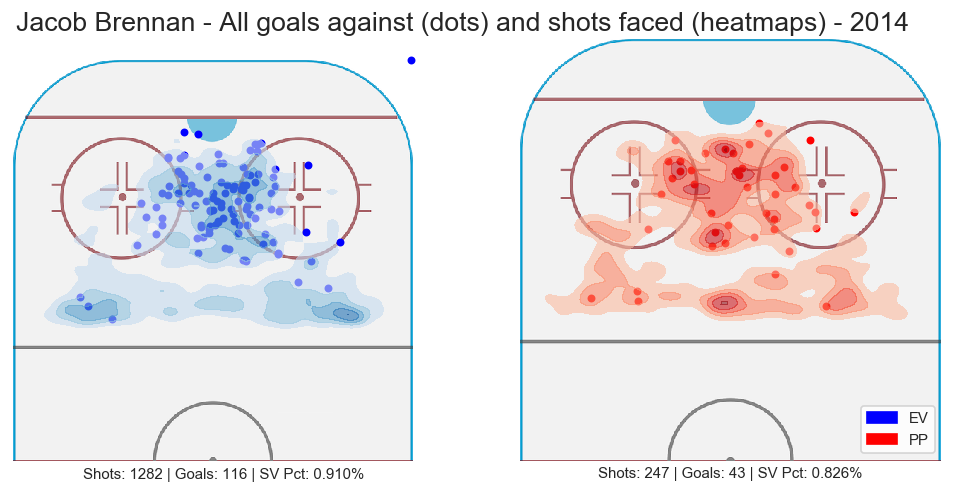 Jacob Brennan - All goals against (dots) and shots faced (heatmaps) - 2014
EV
PP
Shots: 1282 | Goals: 116 | SV Pct: 0.910%
Shots: 247 | Goals: 43 | SV Pct: 0.826%